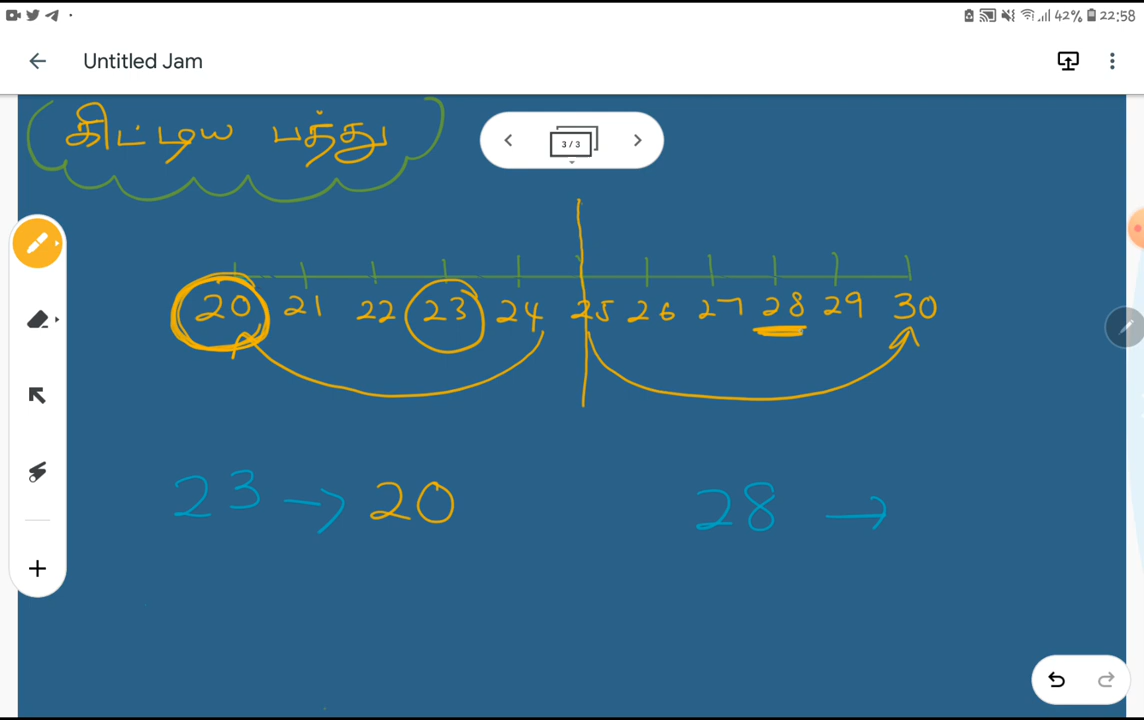 42% 22:58
Untitled Jam
கிட்டிய பத்து
3 / 3
20 21 22 23 24 25 26 27 28 29 30
23 → 20 28 →